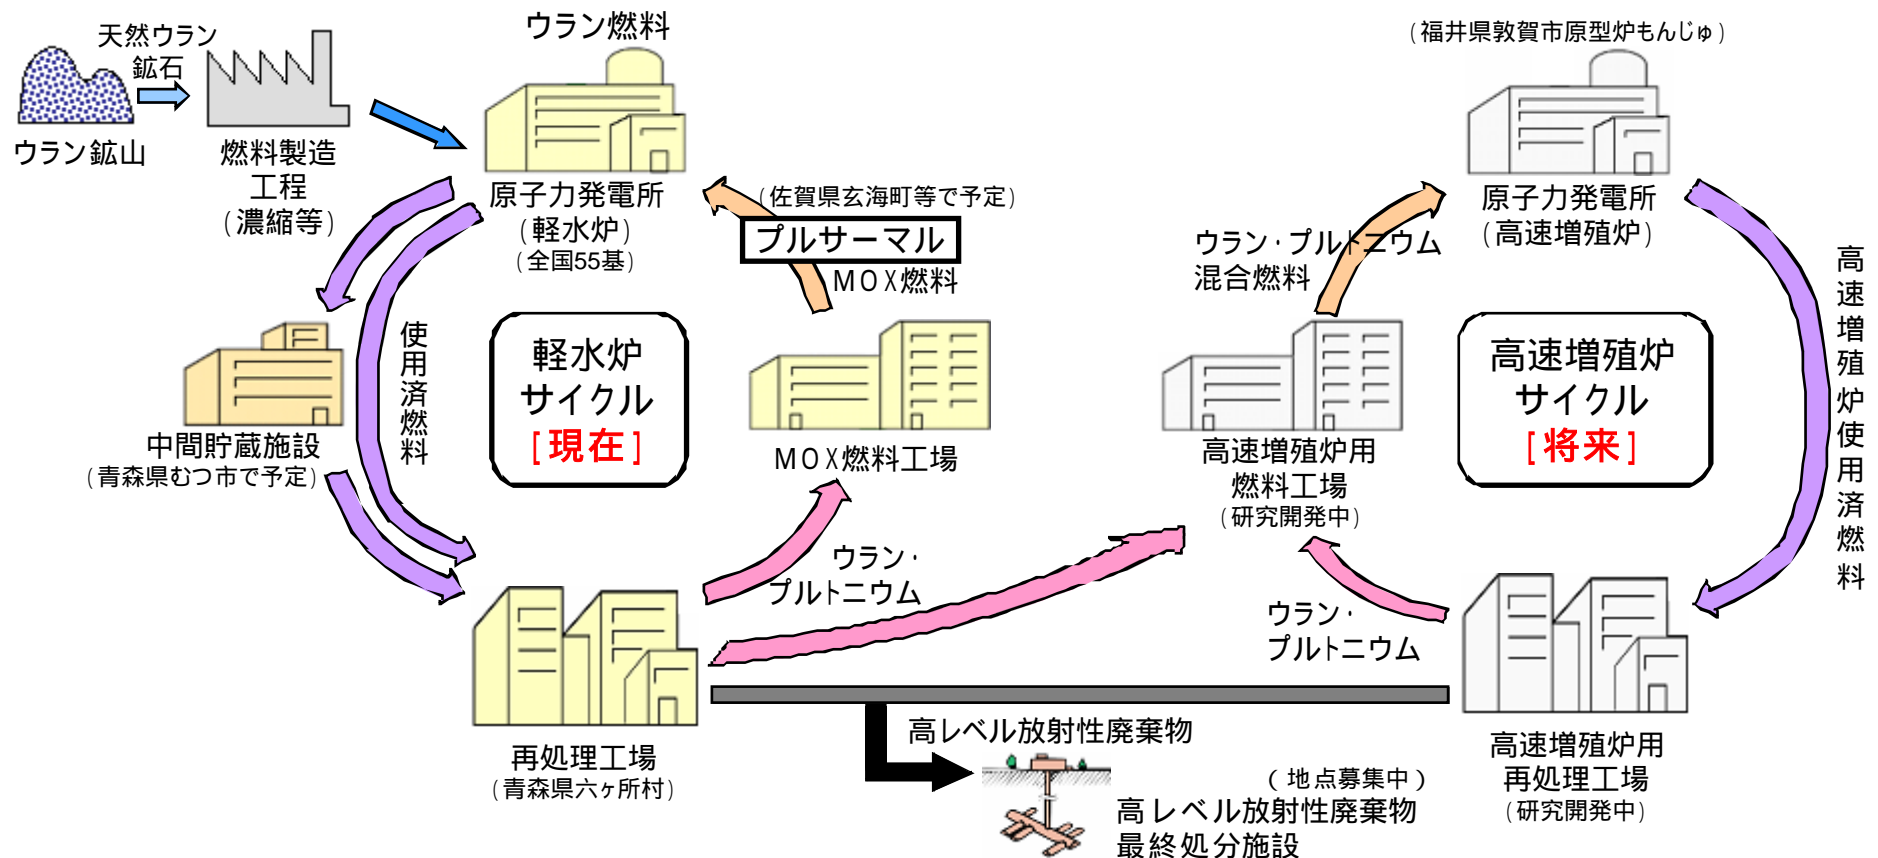 天然ウラン
鉱石
ウラン鉱山
燃料製造
工程
(濃縮等)
ウラン燃料
原子力発電所
(軽水炉)
(全国55基)
(佐賀県玄海町等で予定)
プルサーマル
MOX燃料
使用済燃料
軽水炉
サイクル
[現在]
中間貯蔵施設
(青森県むつ市で予定)
MOX燃料工場
ウラン・
プルトニウム
再処理工場
(青森県六ヶ所村)
(福井県敦賀市原型炉もんじゅ)
原子力発電所
(高速増殖炉)
ウラン・プルトニウム
混合燃料
高速増殖炉
サイクル
[将来]
高速増殖炉使用済燃料
高速増殖炉用
燃料工場
(研究開発中)
ウラン・
プルトニウム
高速増殖炉用
再処理工場
(研究開発中)
高レベル放射性廃棄物
(地点募集中)
高レベル放射性廃棄物
最終処分施設